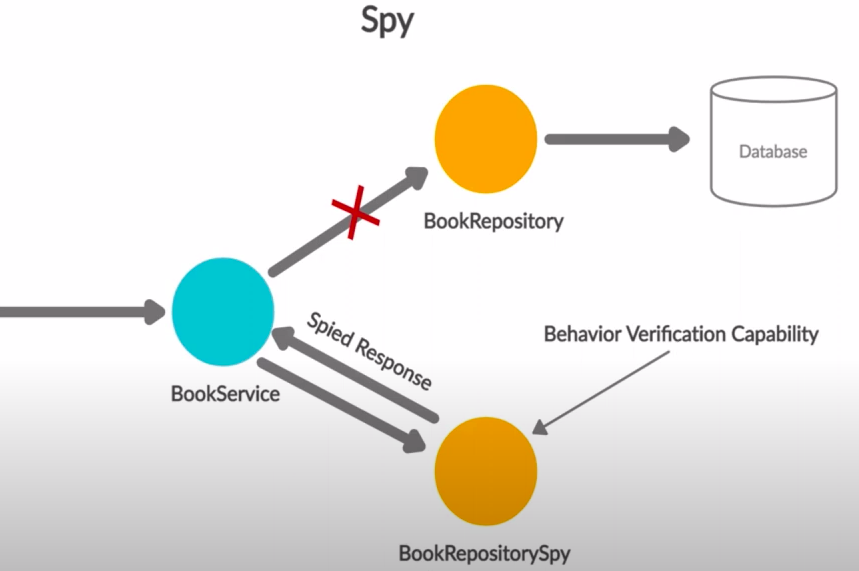 Spy
Database
BookRepository
Spied Response
Behavior Verification Capability
BookService
BookRepositorySpy